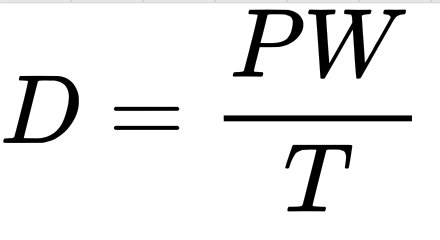 D = PW/T